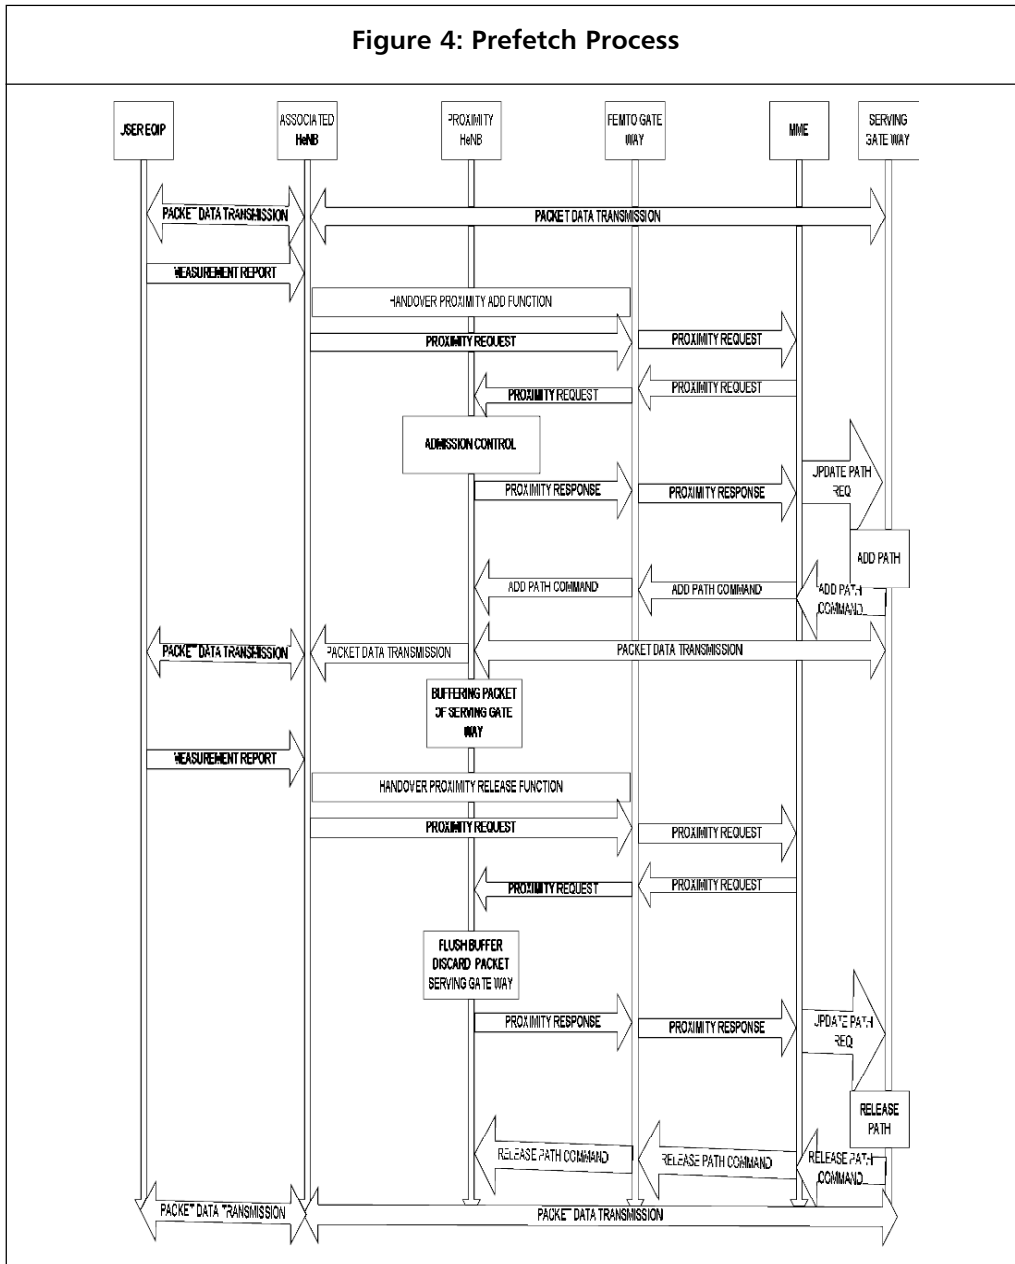 Figure 4: Prefetch Process
USER EQIP
ASSOCIATED
HeNB
PROXIMITY
HeNB
FEMTO GATE
WAY
MME
SERVING
GATE WAY
PACKET DATA TRANSMISSION
PACKET DATA TRANSMISSION
MEASUREMENT REPORT
HANDOVER PROXIMITY ADD FUNCTION
PROXIMITY REQUEST
PROXIMITY REQUEST
PROXIMITY REQUEST
PROXIMITY REQUEST
ADMISSION CONTROL
PROXIMITY RESPONSE
PROXIMITY RESPONSE
UPDATE PATH
REQ
ADD PATH
ADD PATH COMMAND
ADD PATH COMMAND
ADD PATH
COMMAND
PACKET DATA TRANSMISSION
PACKET DATA TRANSMISSION
PACKET DATA TRANSMISSION
BUFFERING PACKET
OF SERVING GATE
WAY
MEASUREMENT REPORT
HANDOVER PROXIMITY RELEASE FUNCTION
PROXIMITY REQUEST
PROXIMITY REQUEST
PROXIMITY REQUEST
PROXIMITY REQUEST
FLUSH BUFFER
DISCARD PACKET
SERVING GATE WAY
PROXIMITY RESPONSE
PROXIMITY RESPONSE
UPDATE PATH
REQ
RELEASE
PATH
RELEASE PATH COMMAND
RELEASE PATH COMMAND
RELEASE PATH
COMMAND
PACKET DATA TRANSMISSION
PACKET DATA TRANSMISSION